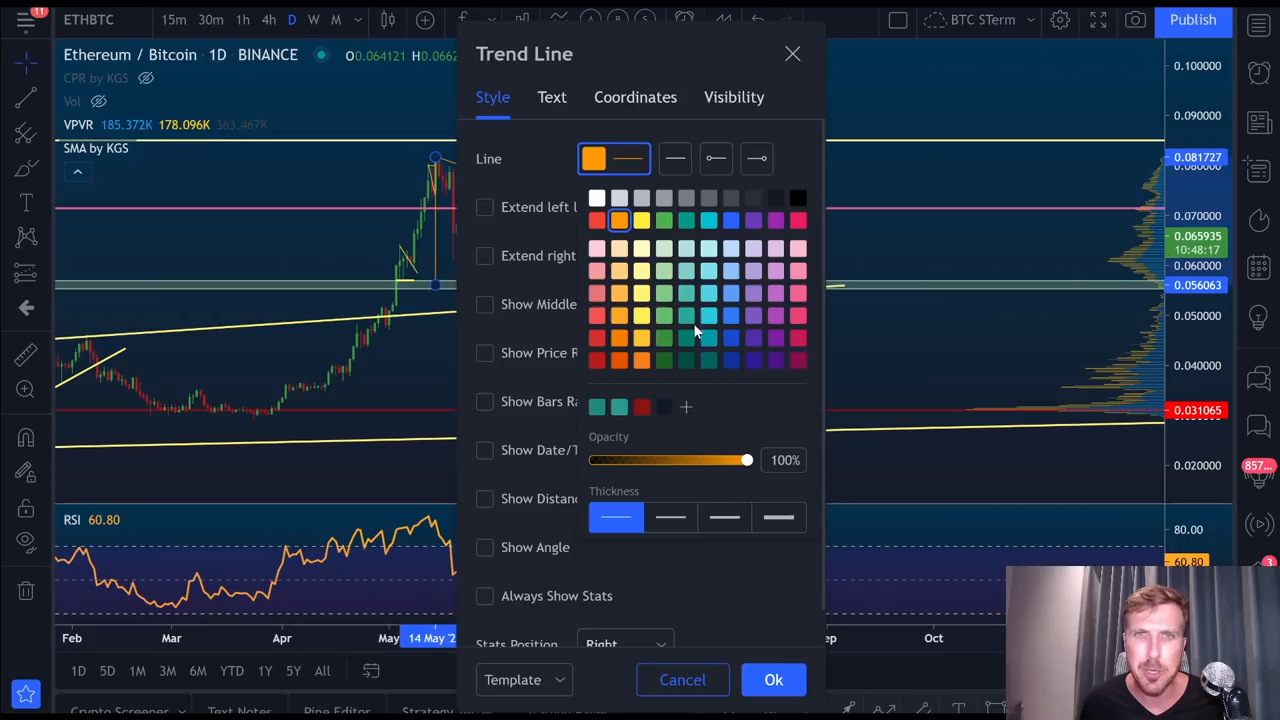 11
ETHBTC
15m 30m 1h 4h D W M
BTC STerm
Publish
Ethereum / Bitcoin · 1D · BINANCE
O0.064121 H0.0662
CPR by KGS
Vol
VPVR 185.372K 178.096K 363.467K
SMA by KGS
Trend Line
Style Text Coordinates Visibility
Line
Extend left l
Extend right
Show Middle
Show Price R
Show Bars Ra
Show Date/T
Show Distanc
Show Angle
Always Show Stats
Stats Position
Right
Opacity
100%
Thickness
Template
Cancel
Ok
0.100000
0.090000
0.081727
0.080000
0.070000
0.065935
10:48:17
0.060000
0.056063
0.050000
0.040000
0.031065
0.020000
80.00
60.80
857...
3
RSI 60.80
Feb Mar Apr May 14 May '2 ep Oct
1D 5D 1M 3M 6M YTD 1Y 5Y All
Crypto Screener Text Notes Pine Editor Strategy